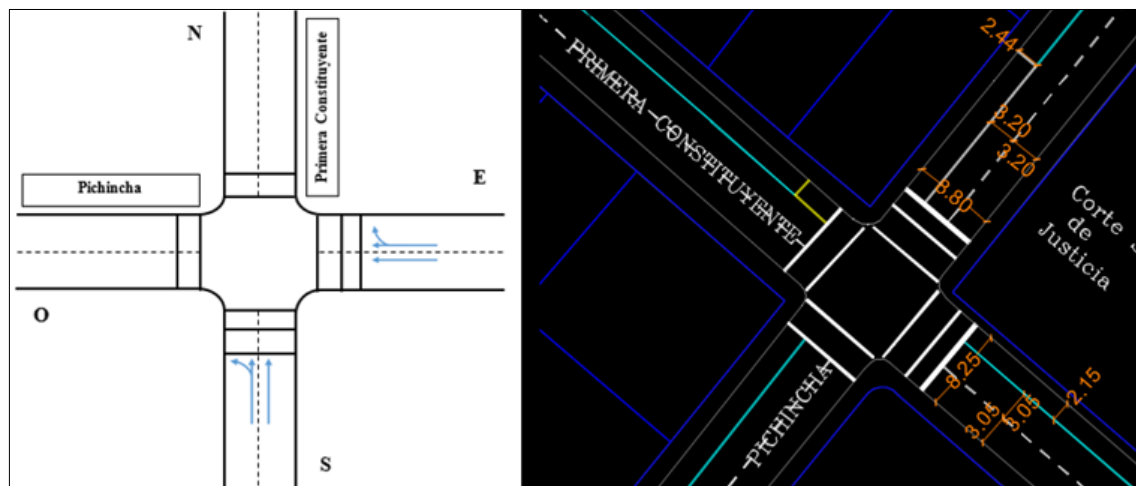 N
Primera Constituyente
Pichincha
E
O
S
PRIMERA CONSTITUYENTE
2.44
3.20
3.20
8.80
Corte S
de
Justicia
8.25
3.05
3.05
2.15
PICHINCHA